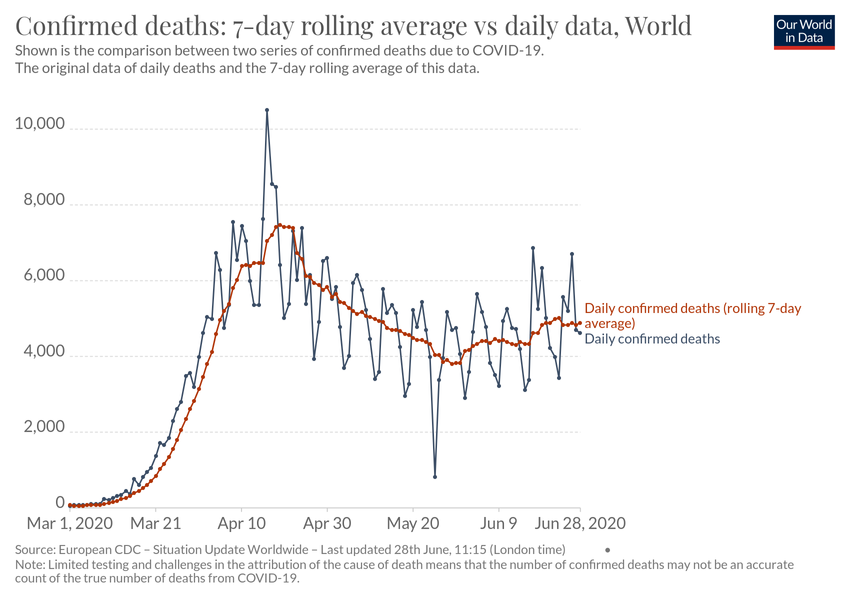 Confirmed deaths: 7-day rolling average vs daily data, World
Our World
in Data
Shown is the comparison between two series of confirmed deaths due to COVID-19.
The original data of daily deaths and the 7-day rolling average of this data.
10,000
8,000
6,000
4,000
2,000
0
Daily confirmed deaths (rolling 7-day
average)
Daily confirmed deaths
Mar 1, 2020 Mar 21 Apr 10 Apr 30 May 20 Jun 9 Jun 28, 2020
Source: European CDC – Situation Update Worldwide – Last updated 28th June, 11:15 (London time) •
Note: Limited testing and challenges in the attribution of the cause of death means that the number of confirmed deaths may not be an accurate
count of the true number of deaths from COVID-19.